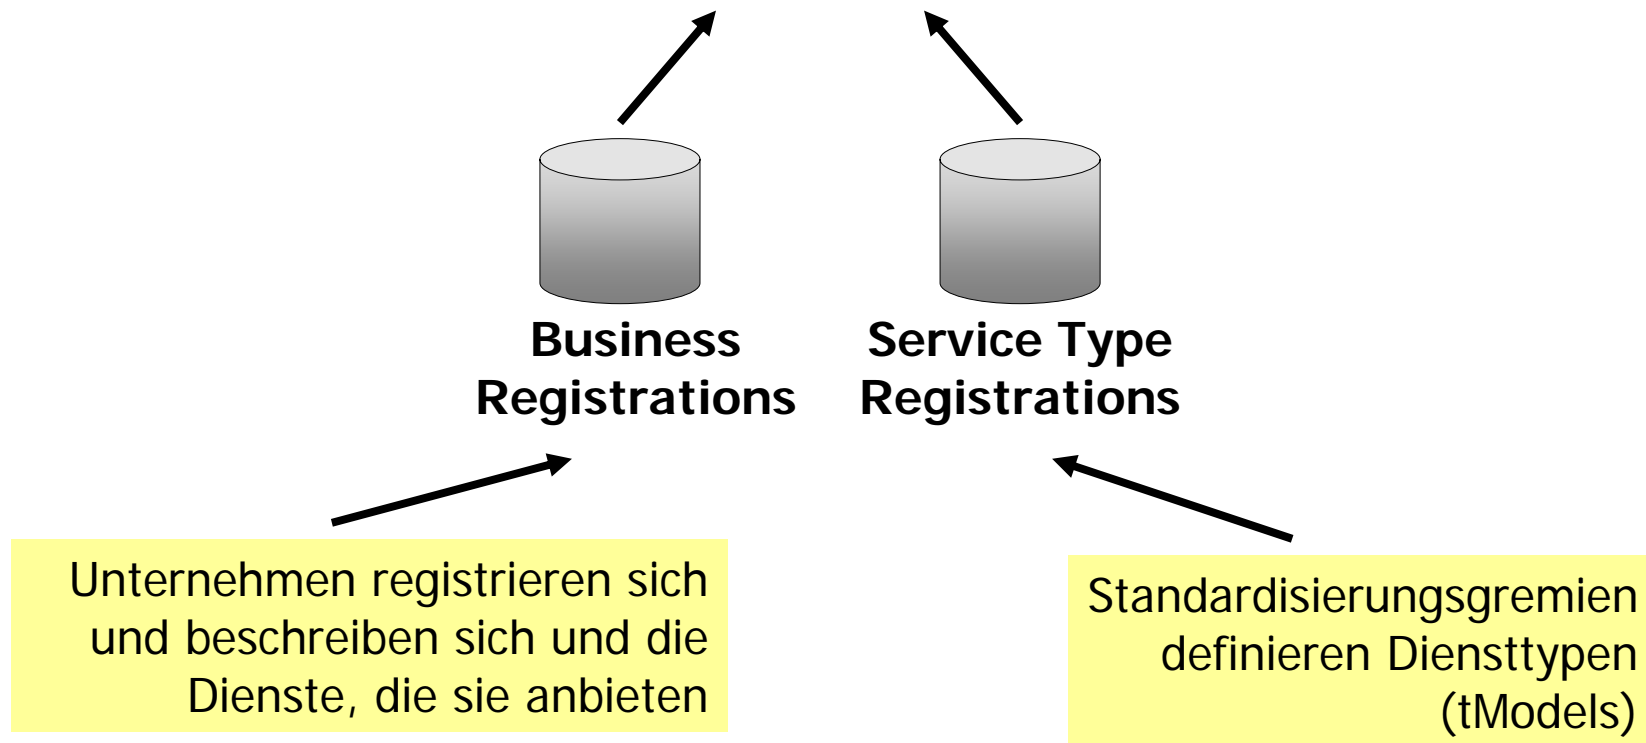 Business
Registrations
Service Type
Registrations
Unternehmen registrieren sich
und beschreiben sich und die
Dienste, die sie anbieten
Standardisierungsgremien
definieren Diensttypen
(tModels)